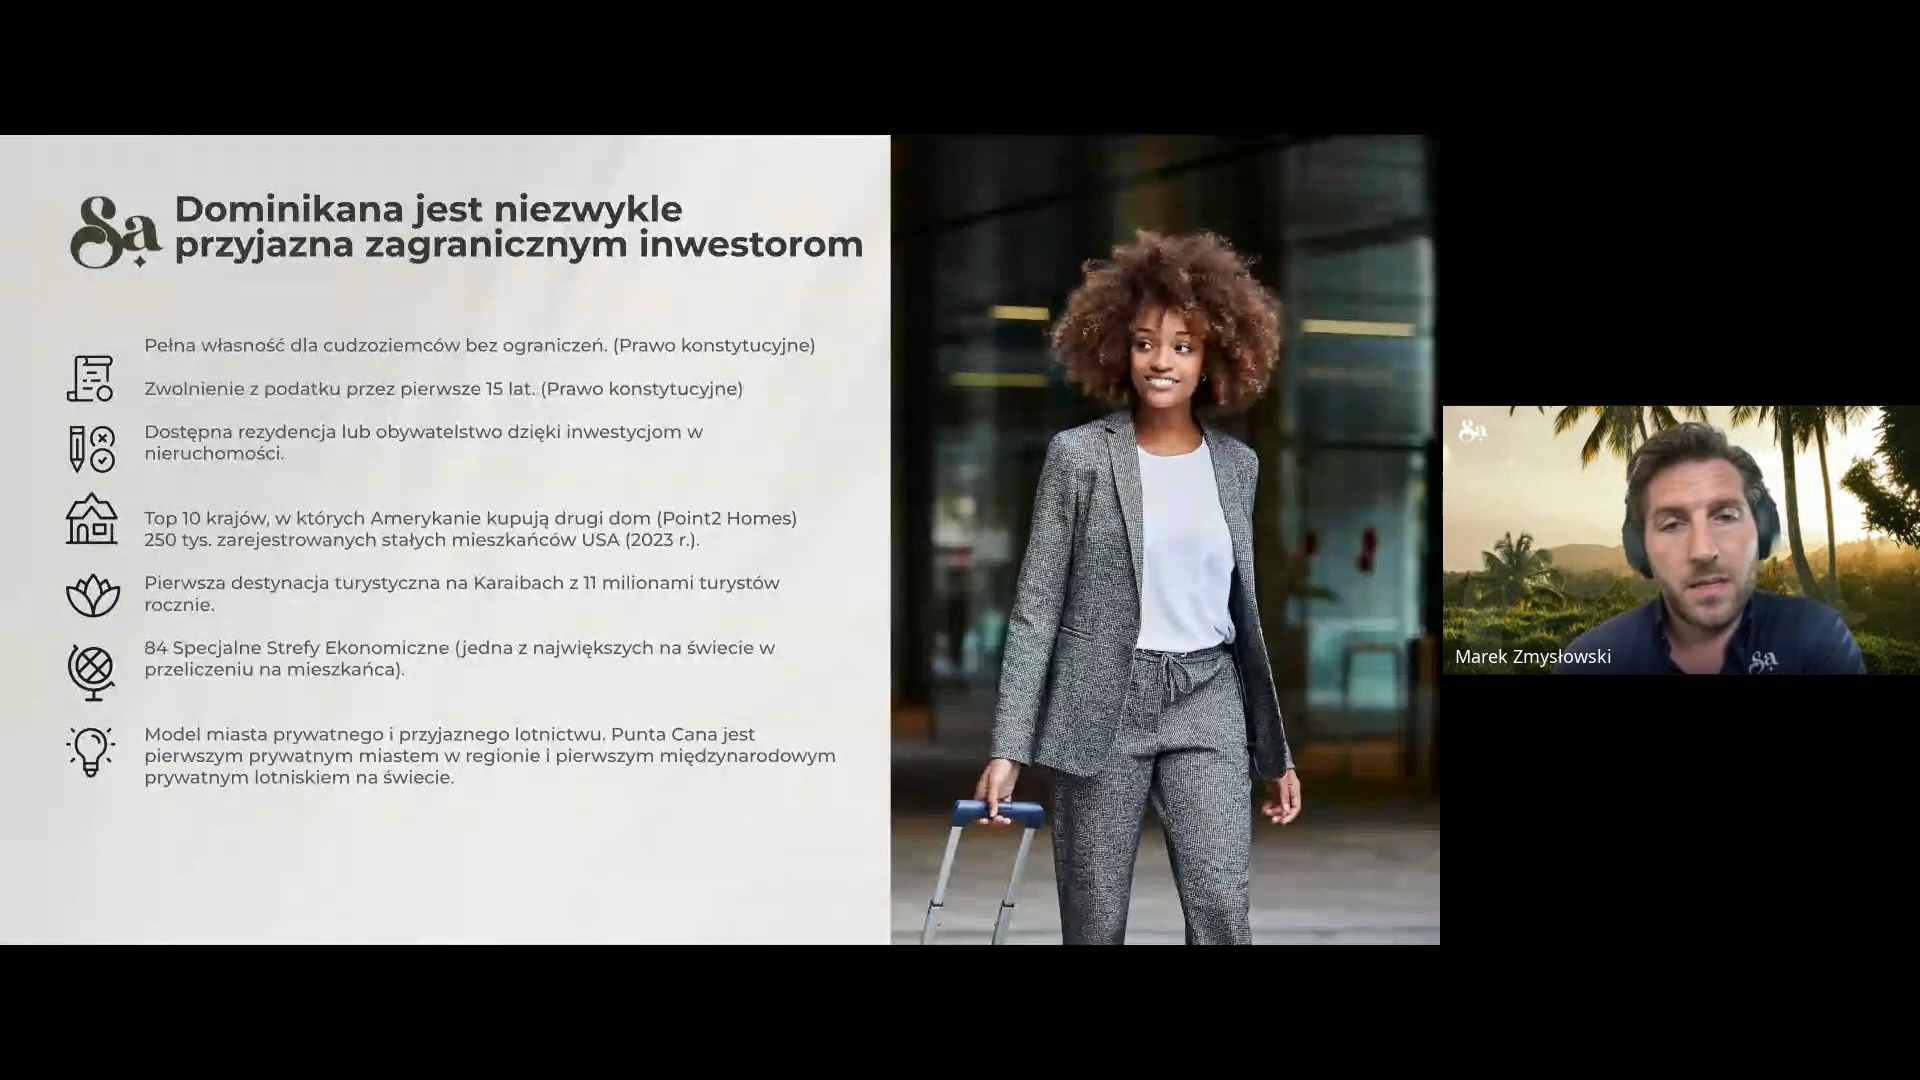 Dominikana jest niezwykle
przyjazna zagranicznym inwestorom
Pełna własność dla cudzoziemców bez ograniczeń. (Prawo konstytucyjne)
Zwolnienie z podatku przez pierwsze 15 lat. (Prawo konstytucyjne)
Dostępna rezydencja lub obywatelstwo dzięki inwestycjom w
nieruchomości.
Top 10 krajów, w których Amerykanie kupują drugi dom (Point2 Homes)
250 tys. zarejestrowanych stałych mieszkańców USA (2023 r.).
Pierwsza destynacja turystyczna na Karaibach z 11 milionami turystów
rocznie.
84 Specjalne Strefy Ekonomiczne (jedna z największych na świecie w
przeliczeniu na mieszkańca).
Model miasta prywatnego i przyjaznego lotnictwu. Punta Cana jest
pierwszym prywatnym miastem w regionie i pierwszym międzynarodowym
prywatnym lotniskiem na świecie.
Marek Zmysłowski